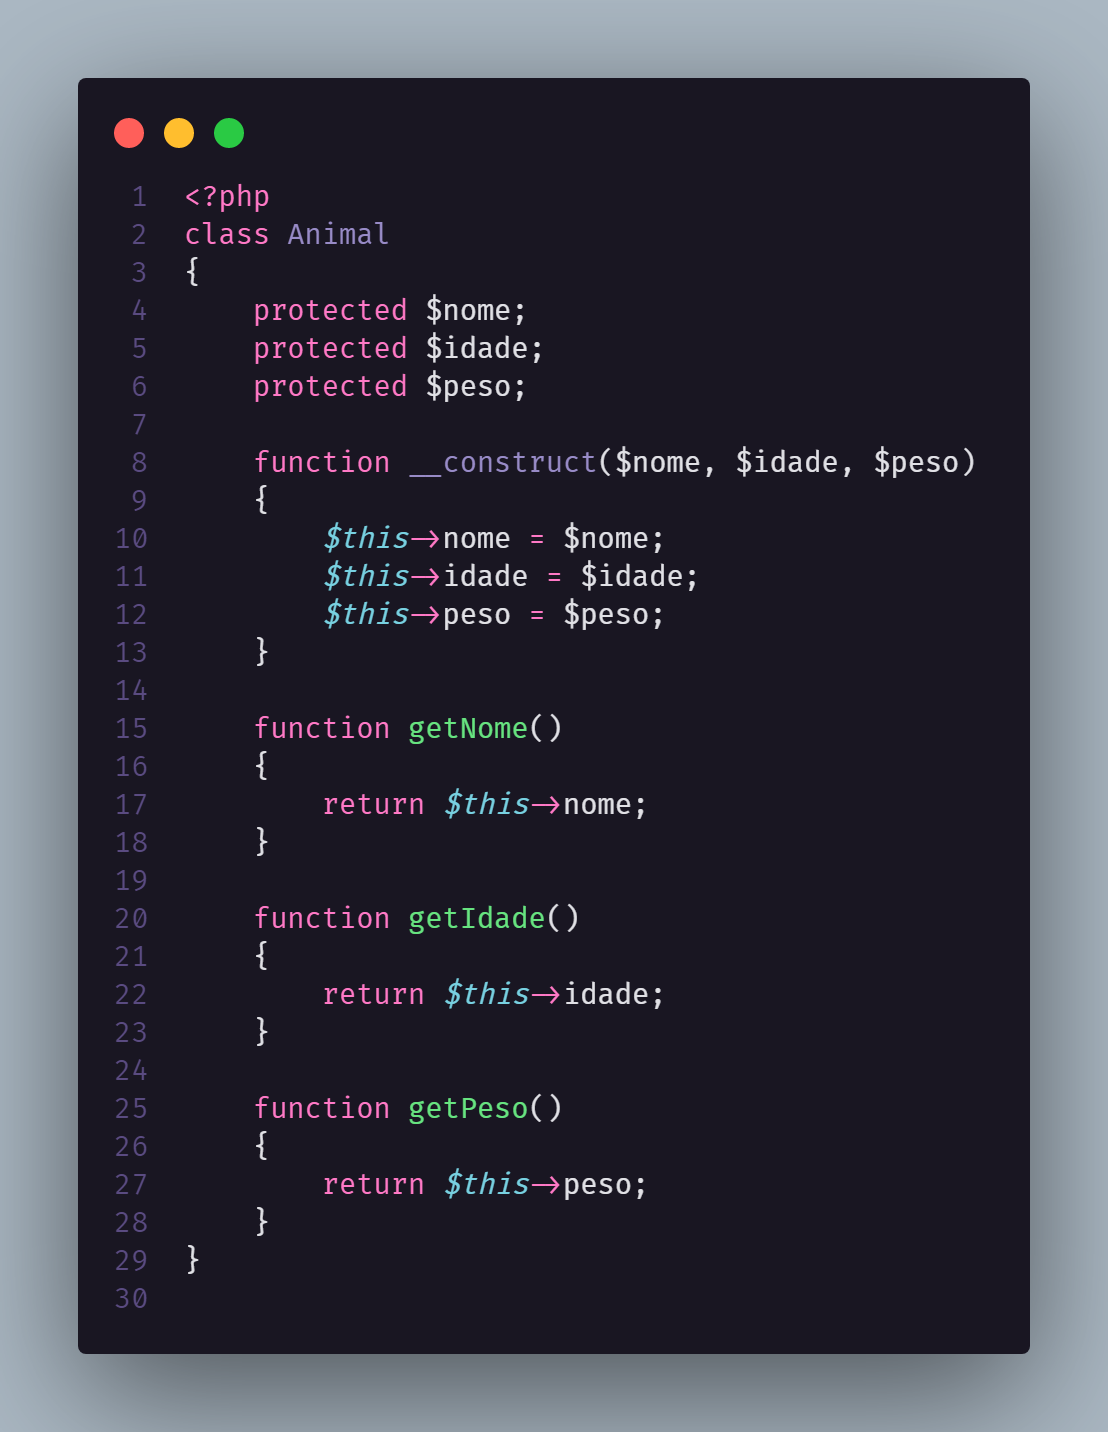 1 <?php
2 class Animal
3 {
4     protected $nome;
5     protected $idade;
6     protected $peso;
7
8     function __construct($nome, $idade, $peso)
9     {
10         $this->nome = $nome;
11         $this->idade = $idade;
12         $this->peso = $peso;
13     }
14
15     function getNome()
16     {
17         return $this->nome;
18     }
19
20     function getIdade()
21     {
22         return $this->idade;
23     }
24
25     function getPeso()
26     {
27         return $this->peso;
28     }
29 }
30